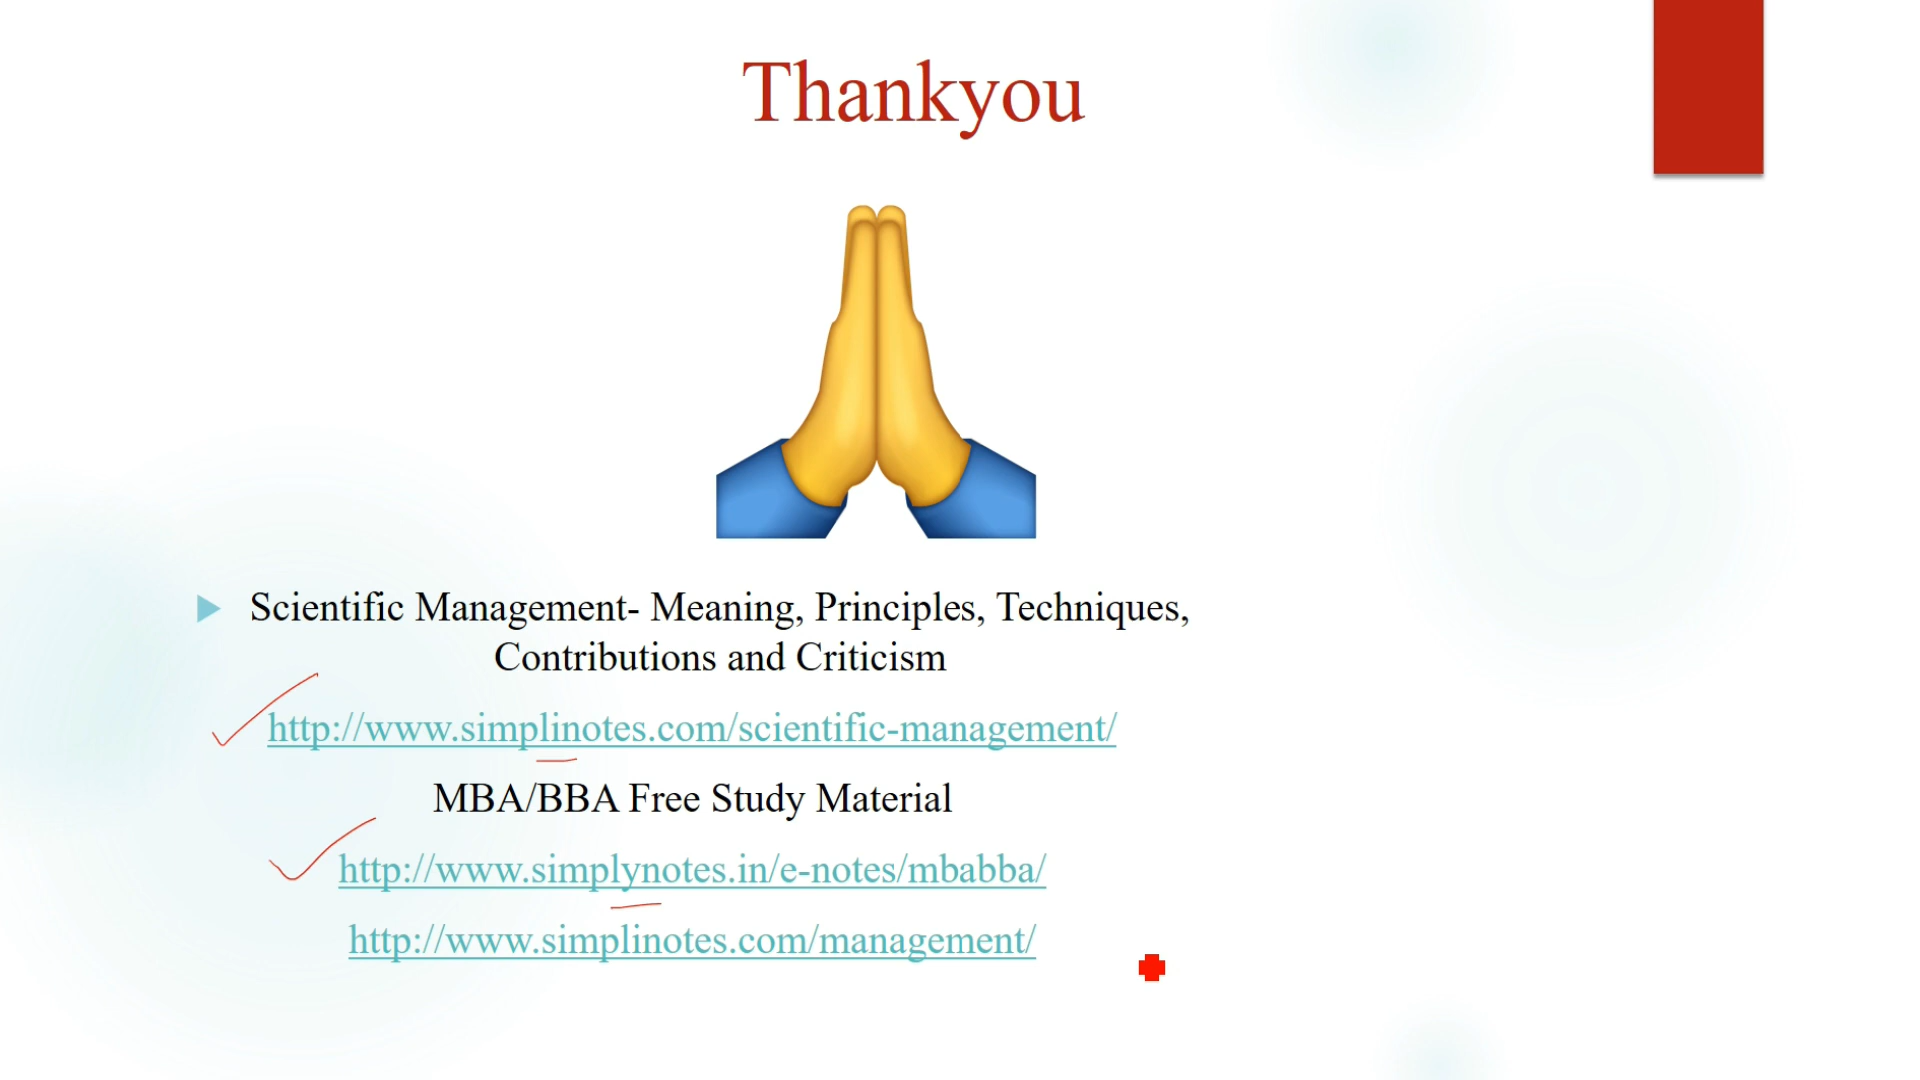 Thankyou
Scientific Management- Meaning, Principles, Techniques,
Contributions and Criticism
http://www.simplinotes.com/scientific-management/
MBA/BBA Free Study Material
http://www.simplynotes.in/e-notes/mbabba/
http://www.simplinotes.com/management/